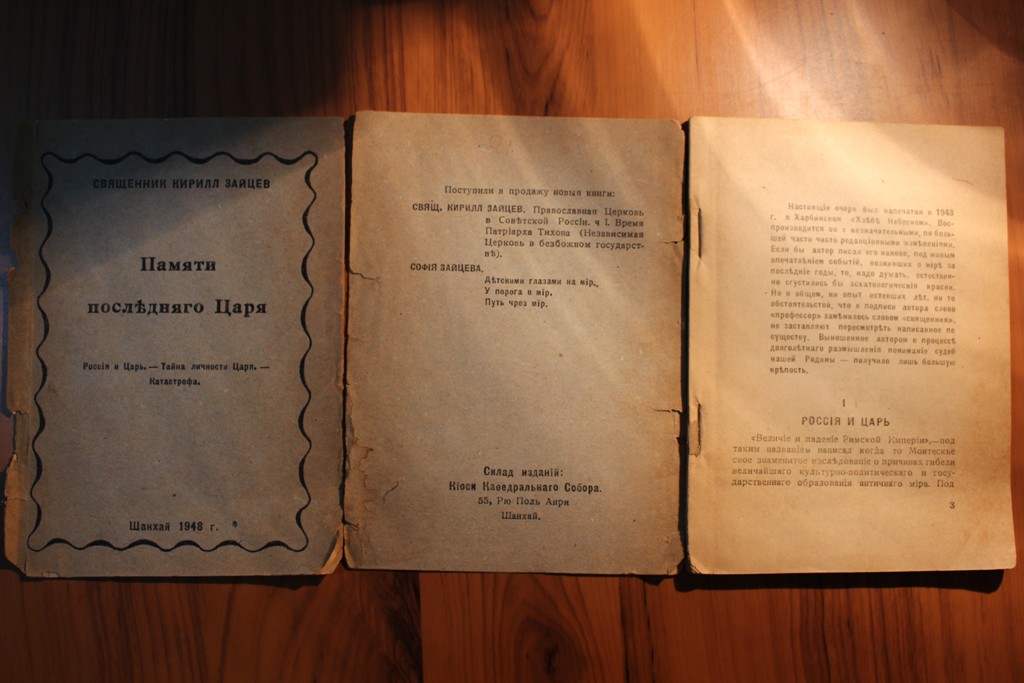 СВЯЩЕННИК КИРИЛЛ ЗАЙЦЕВ
Памяти
послѣдняго Царя
Россія и Царь. — Тайна личности Царя. —
Катастрофа.
Шанхай 1948 г.
Поступили в продажу новыя книги:
СВЯЩ. КИРИЛЛ ЗАЙЦЕВ. Православная Церковь
в Совѣтской Россіи. ч I. Время
Патріарха Тихона (Независимая
Церковь в безбожном государст-
вѣ).
СОФІЯ ЗАЙЦЕВА.
Дѣтскими глазами на мір.,
У порога в мір.
Путь чрез мір.
Склад изданій:
Кіоск Каѳедральнаго Собора.
55, Рю Поль Анри
Шанхай.
Настоящій очерк был напечатан в 1948
г. в Харбинском «Хлѣбѣ Небесном». Вос-
производится он с незначительными, по боль-
шей части чисто редакціонными измѣненіями.
Если бы автор писал его наново, под живым
впечатлѣніем событій, возникших в мірѣ за
послѣдніе годы, то, надо думать, естествен-
но сгустились бы эсхатологическія краски.
Но в общем, ни опыт истекших лѣт, ни то
обстоятельство, что в подписи автора слово
«профессор» замѣнилось словом «священник»,
не заставляют пересмотрѣть написанное по
существу. Выношенное автором в процессѣ
долголѣтняго размышленія пониманіе судеб
нашей Родины — получило лишь большую
крѣпость.
I
РОССІЯ И ЦАРЬ
«Величіе и паденіе Римской Имперіи»,—под
таким названіем написал когда то Монтескье
свое знаменитое изслѣдованіе о причинах гибели
величайшаго культурно-политическаго и госу-
дарственнаго образованія античнаго міра. Под
3